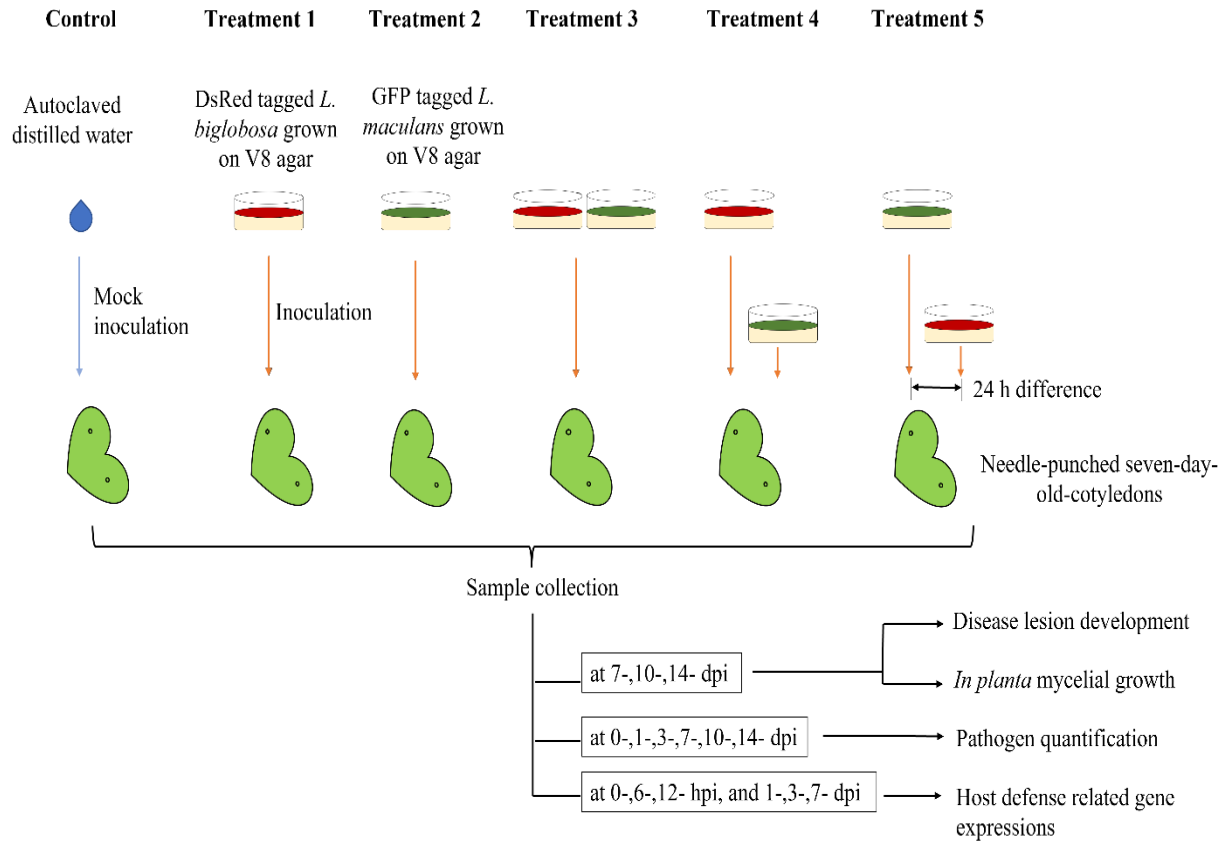 Control
Treatment 1
Treatment 2
Treatment 3
Treatment 4
Treatment 5
Autoclaved
distilled water
DsRed tagged L.
biglobosa grown
on V8 agar
GFP tagged L.
maculans grown
on V8 agar
Mock
inoculation
Inoculation
24 h difference
Needle-punched seven-day-
old-cotyledons
Sample collection
at 7-,10-,14- dpi
Disease lesion development
In planta mycelial growth
at 0-,1-,3-,7-,10-,14- dpi
Pathogen quantification
at 0-,6-,12- hpi, and 1-,3-,7- dpi
Host defense related gene
expressions